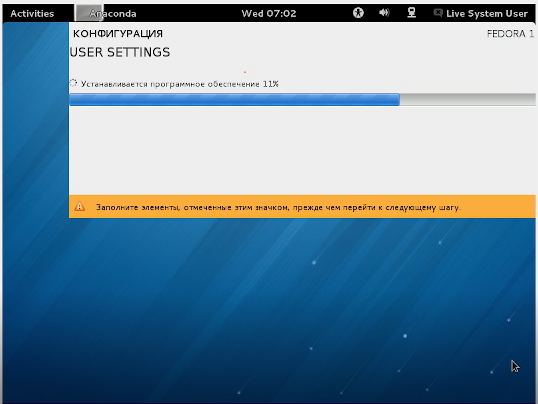 Activities Anaconda Wed 07:02 Live System User
КОНФИГУРАЦИЯ FEDORA 1
USER SETTINGS
Устанавливается программное обеспечение 11%
Заполните элементы, отмеченные этим значком, прежде чем перейти к следующему шагу.